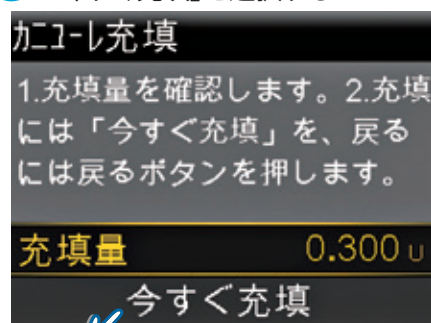 カニューレ充填
1.充填量を確認します。2.充填
には「今すぐ充填」を、戻る
には戻るボタンを押します。
充填量 0.300 u
今すぐ充填